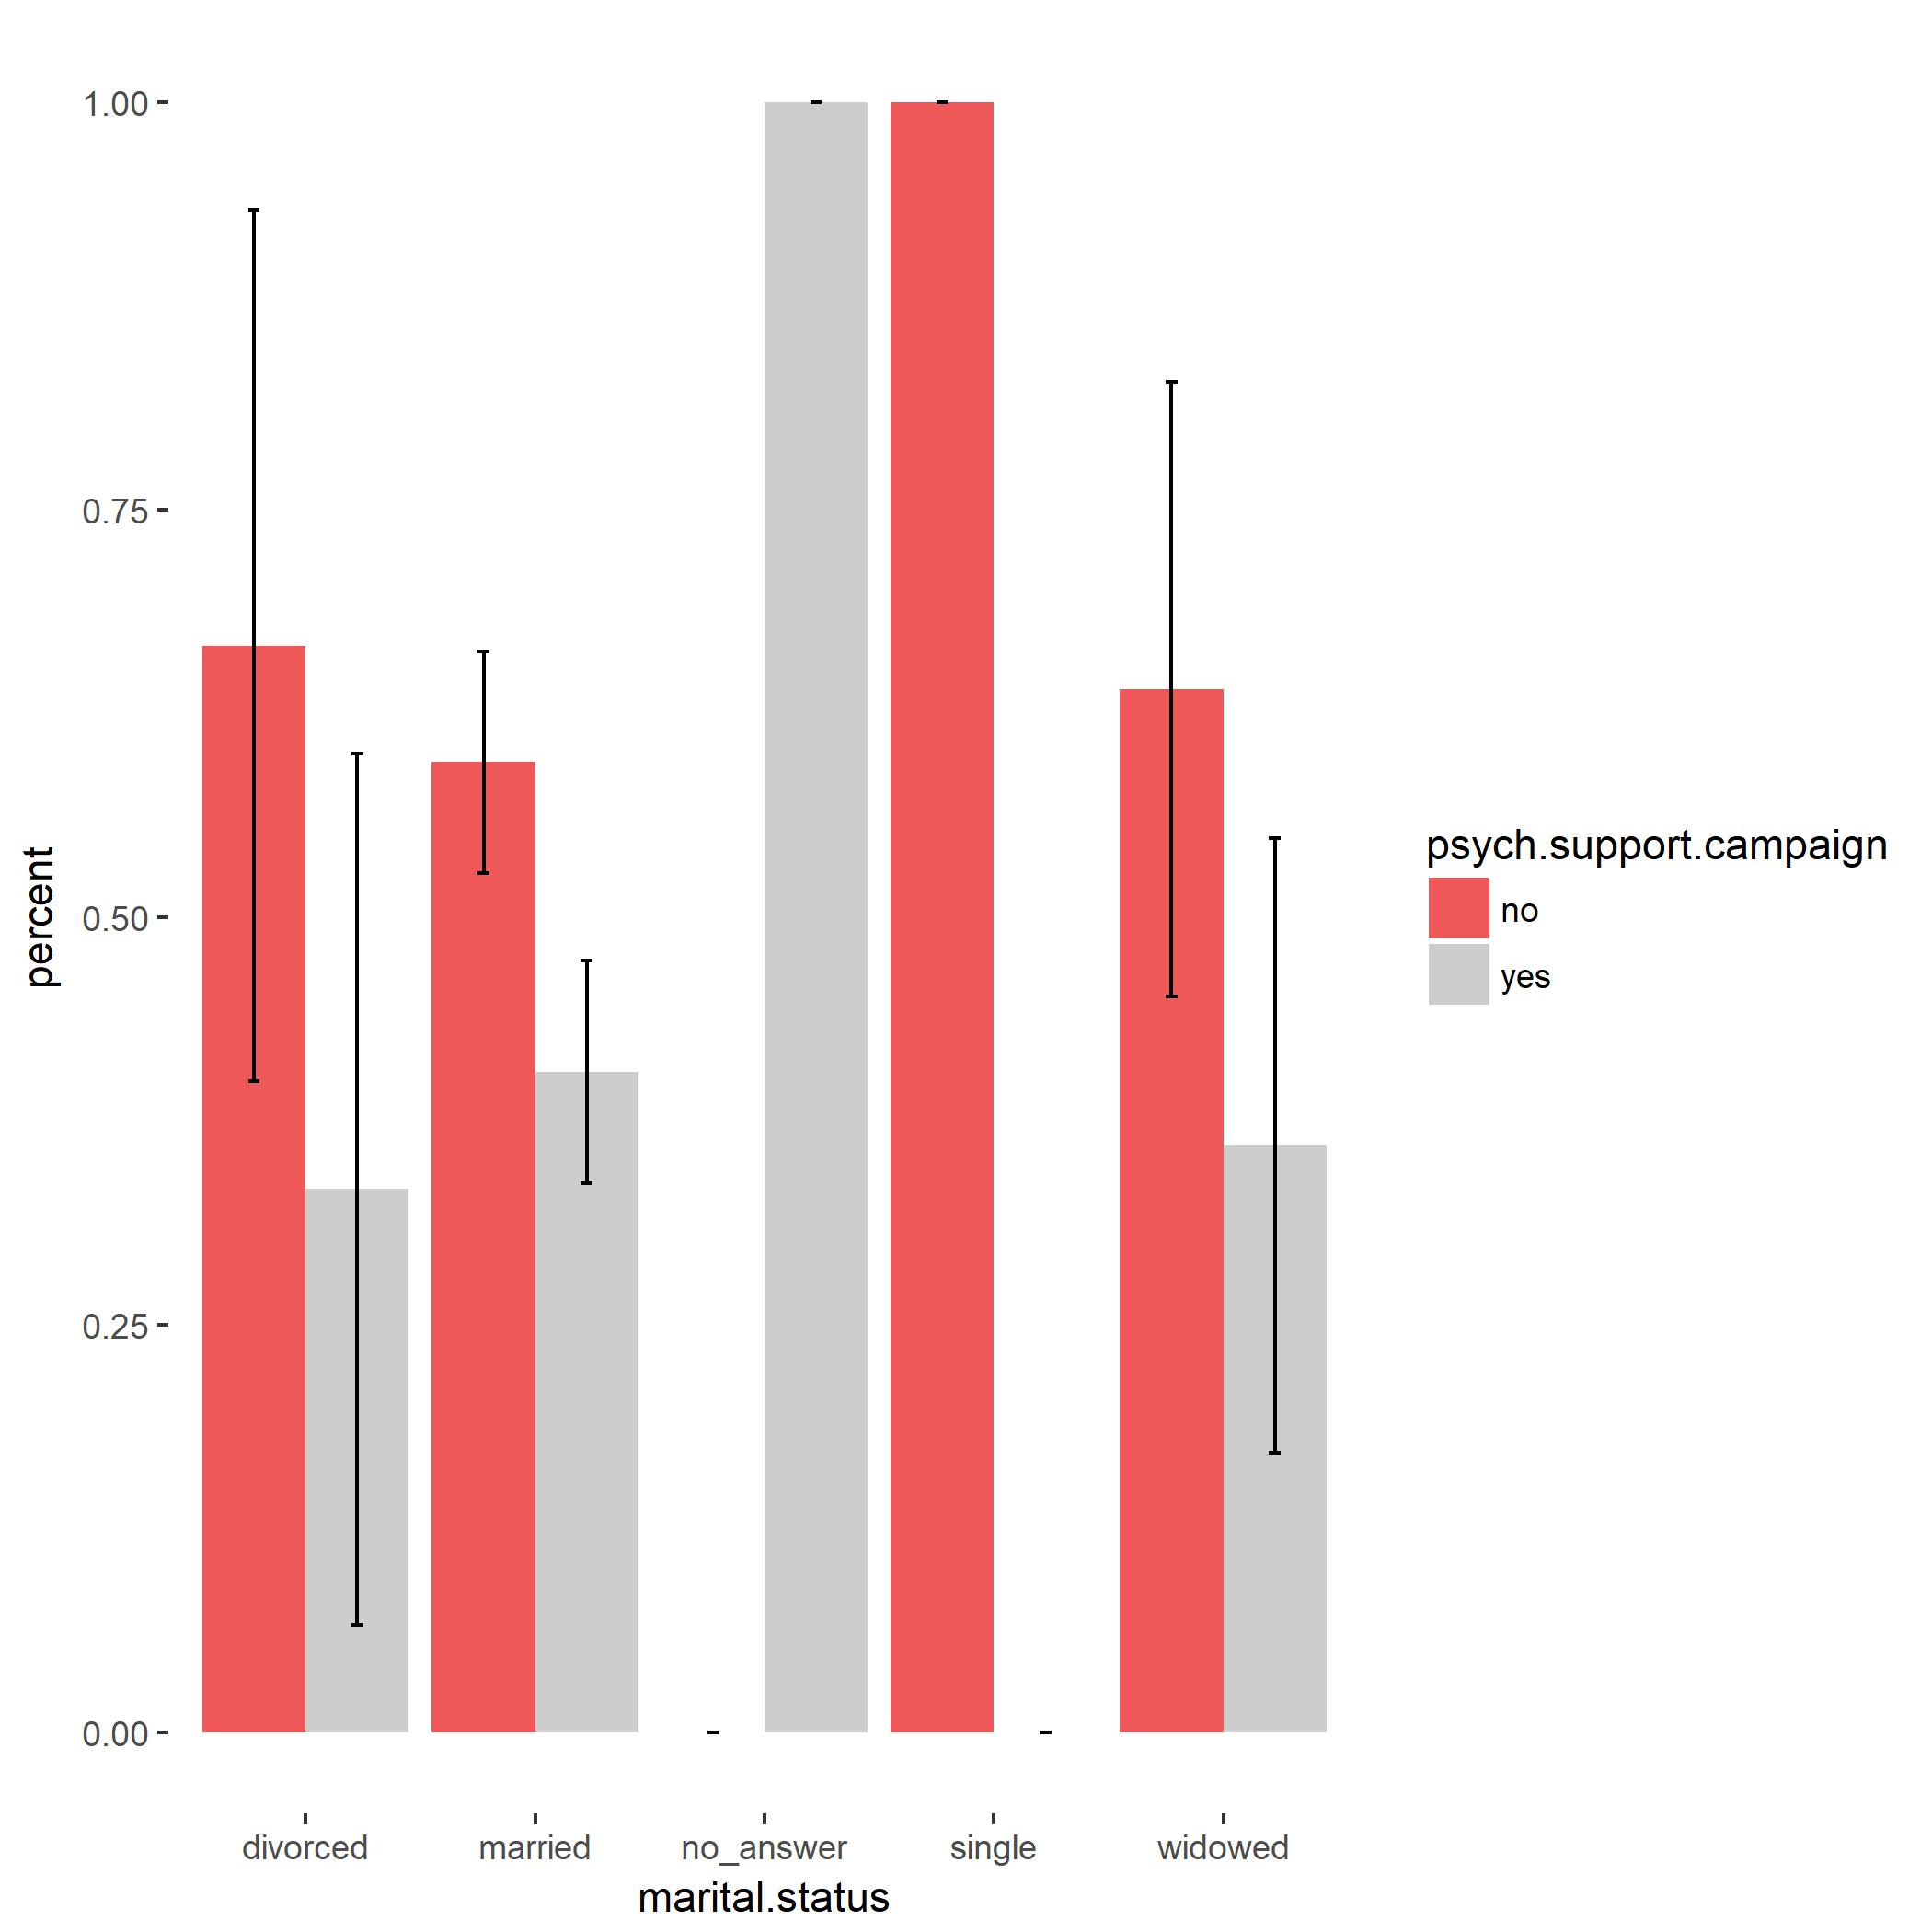 1.00
0.75
0.50
0.25
0.00
percent
divorced married no_answer single widowed
marital.status
psych.support.campaign
no
yes